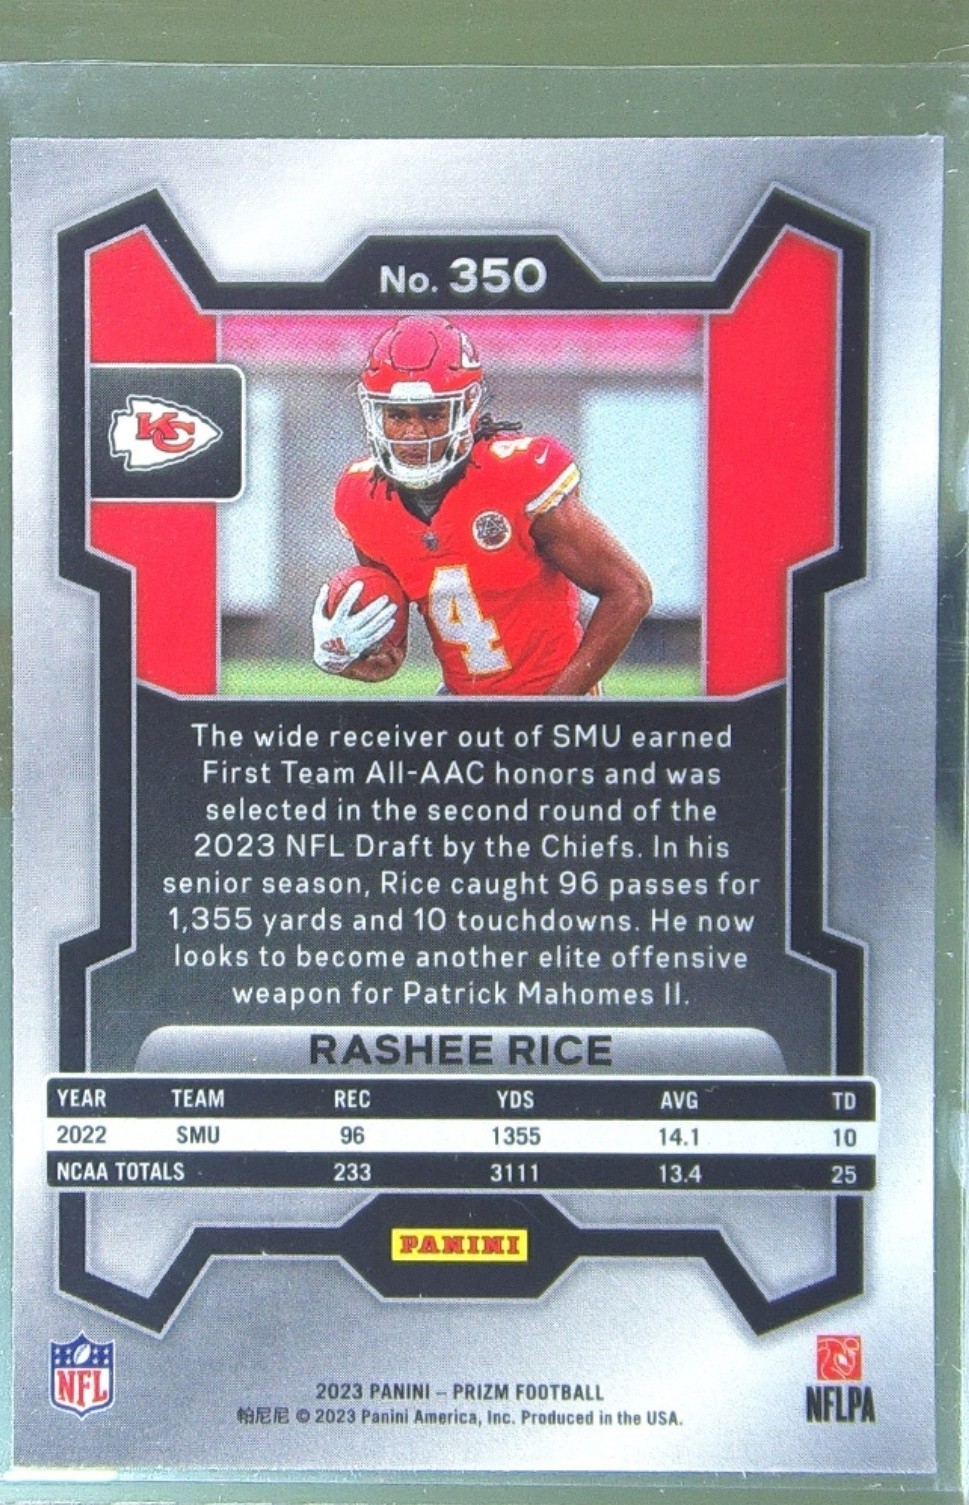 No. 350
KC
4
4
The wide receiver out of SMU earned
First Team All-AAC honors and was
selected in the second round of the
2023 NFL Draft by the Chiefs. In his
senior season, Rice caught 96 passes for
1,355 yards and 10 touchdowns. He now
looks to become another elite offensive
weapon for Patrick Mahomes II.
RASHEE RICE
YEAR TEAM REC YDS AVG TD
2022 SMU 96 1355 14.1 10
NCAA TOTALS 233 3111 13.4 25
PANINI
NFL
NFLPA
2023 PANINI – PRIZM FOOTBALL
帕尼尼 © 2023 Panini America, Inc. Produced in the USA.